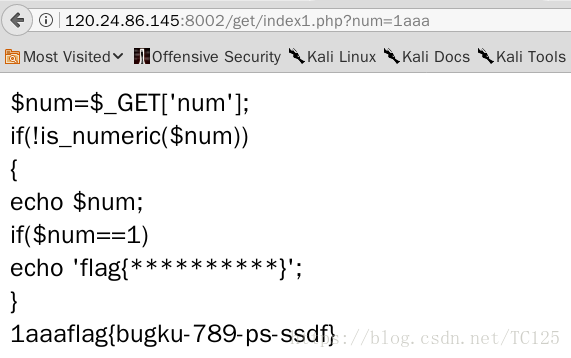 120.24.86.145:8002/get/index1.php?num=1aaa
Most Visited Offensive Security Kali Linux Kali Docs Kali Tools
$num=$_GET['num'];
if(!is_numeric($num))
{
echo $num;
if($num==1)
echo 'flag{**********}';
}
1aaaflag{bugku-789-ps-ssdf}
https://blog.csdn.net/TC125